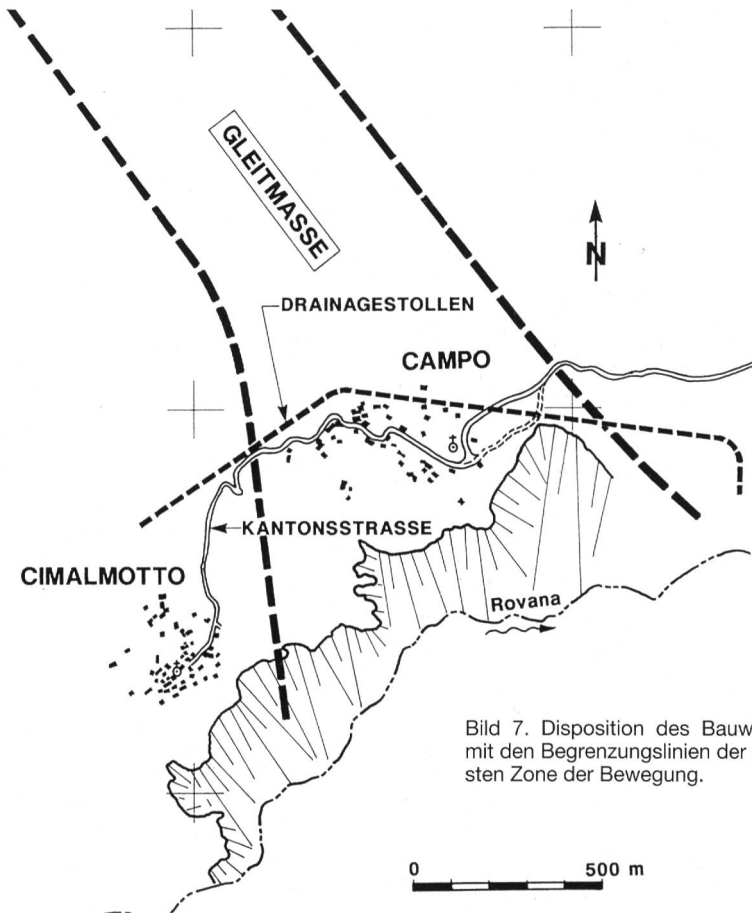 GLEITMASSE
N
DRAINAGESTOLLEN
CAMPO
KANTONSSTRASSE
CIMALMOTTO
Rovana
Bild 7. Disposition des Bauw
mit den Begrenzungslinien der
sten Zone der Bewegung.
0 500 m